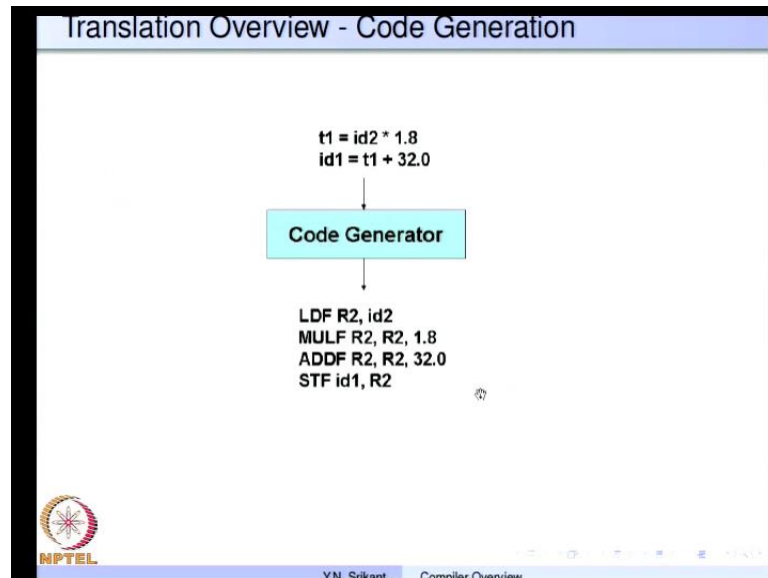 Translation Overview - Code Generation
t1 = id2 * 1.8
id1 = t1 + 32.0
Code Generator
LDF R2, id2
MULF R2, R2, 1.8
ADDF R2, R2, 32.0
STF id1, R2
NPTEL
Y.N. Srikant Compiler Overview